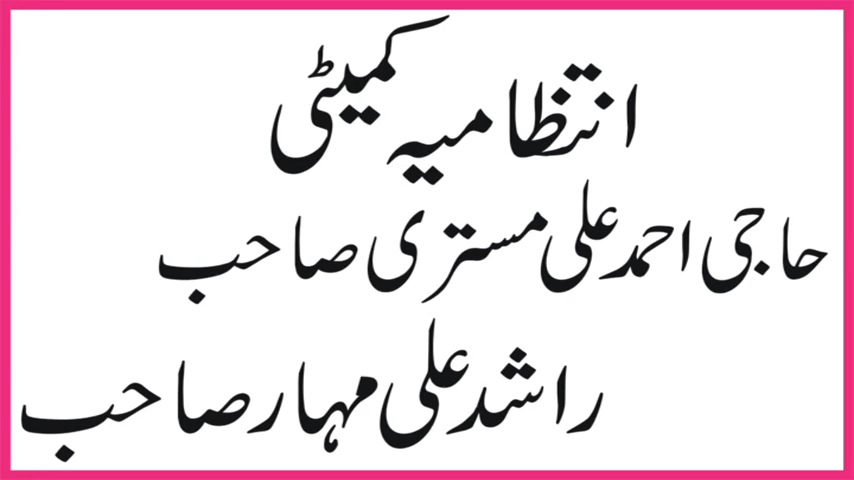 انتظامیہ کمیٹی
حاجی احمد علی مستری صاحب
راشد علی مہار صاحب